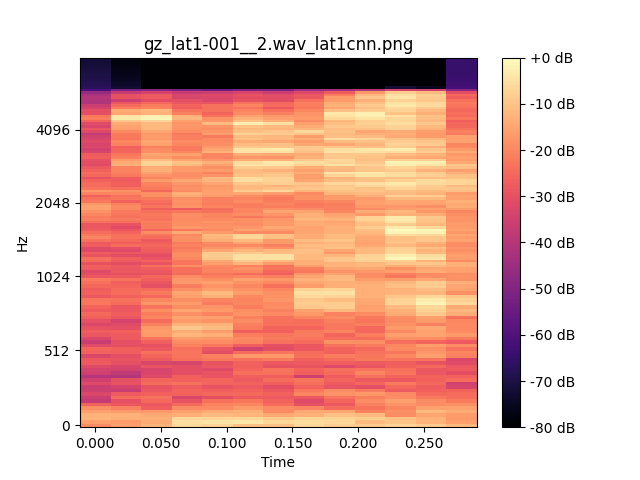 gz_lat1-001__2.wav_lat1cnn.png
+0 dB
-10 dB
-20 dB
-30 dB
-40 dB
-50 dB
-60 dB
-70 dB
-80 dB
4096
2048
1024
512
0
Hz
0.000
0.050
0.100
0.150
0.200
0.250
Time